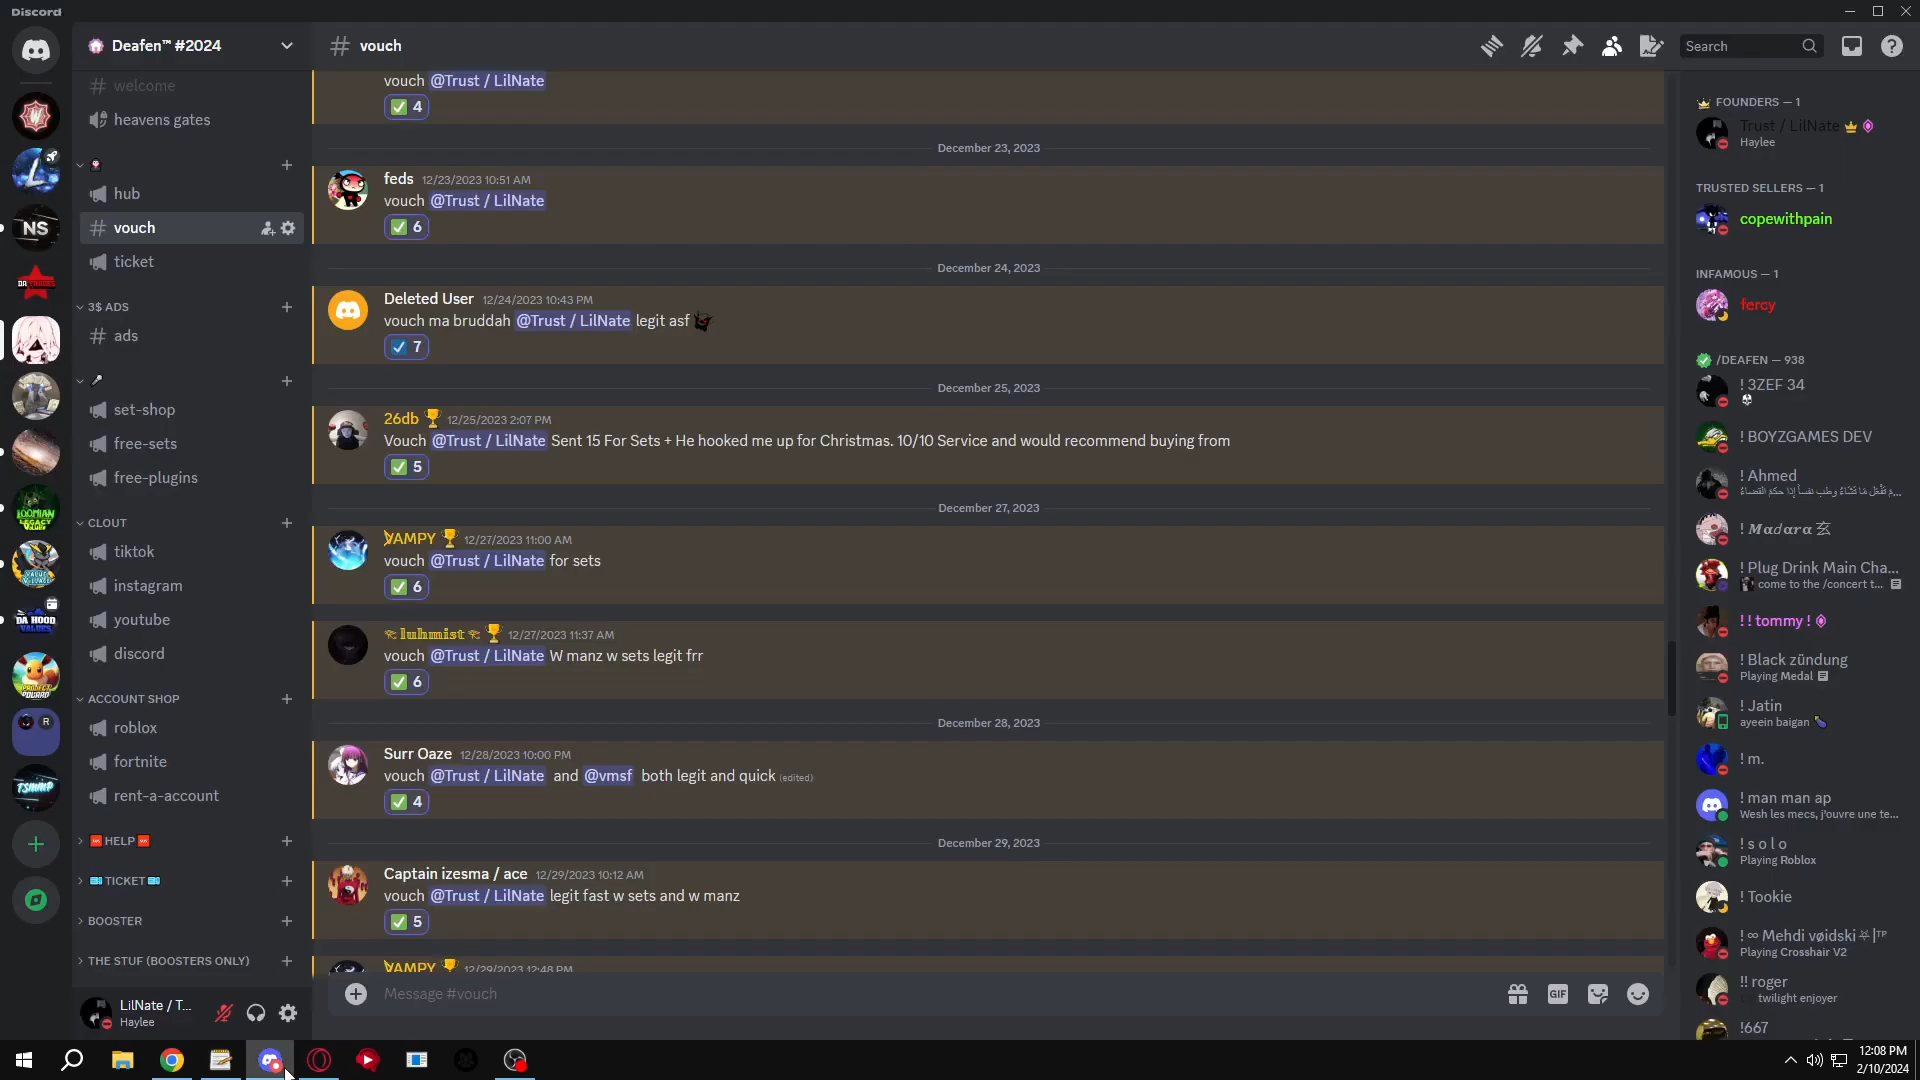 Discord
Deafen™ #2024
welcome
heavens gates
hub
vouch
ticket
3$ ADS
ads
set-shop
free-sets
free-plugins
CLOUT
tiktok
instagram
youtube
discord
ACCOUNT SHOP
roblox
fortnite
rent-a-account
HELP
TICKET
BOOSTER
THE STUF (BOOSTERS ONLY)
LilNate / T...
Haylee
NS
LOOMIAN
LEGACY
DA HOOD
VALUES
PROJECT
R
vouch
Search
vouch @Trust / LilNate
4
December 23, 2023
feds 12/23/2023 10:51 AM
vouch @Trust / LilNate
6
December 24, 2023
Deleted User 12/24/2023 10:43 PM
vouch ma bruddah @Trust / LilNate legit asf
7
December 25, 2023
26db 12/25/2023 2:07 PM
Vouch @Trust / LilNate Sent 15 For Sets + He hooked me up for Christmas. 10/10 Service and would recommend buying from
5
December 27, 2023
VAMPY 12/27/2023 11:00 AM
vouch @Trust / LilNate for sets
6
𝕝𝕦𝕙𝕞𝕚𝕤𝕥 12/27/2023 11:37 AM
vouch @Trust / LilNate W manz w sets legit frr
6
December 28, 2023
Surr Oaze 12/28/2023 10:00 PM
vouch @Trust / LilNate and @vmsf both legit and quick (edited)
4
December 29, 2023
Captain izesma / ace 12/29/2023 10:12 AM
vouch @Trust / LilNate legit fast w sets and w manz
5
VAMPY 12/29/2023 12:48 PM
Message #vouch
GIF
FOUNDERS — 1
Trust / LilNate
Haylee
TRUSTED SELLERS — 1
copewithpain
INFAMOUS — 1
fercy
/DEAFEN — 938
! 3ZEF 34
! BOYZGAMES DEV
! Ahmed
! 𝑴𝒂𝒅𝒂𝒓𝒂 玄
! Plug Drink Main Cha...
come to the /concert t...
! ! tommy !
! Black zündung
Playing Medal
! Jatin
ayeein baigan
! m.
! man man ap
Wesh les mecs, j'ouvre une te...
! s o l o
Playing Roblox
! Tookie
! ∞ Mehdi vøidski
Playing Crosshair V2
!! roger
twilight enjoyer
!667
12:08 PM
2/10/2024